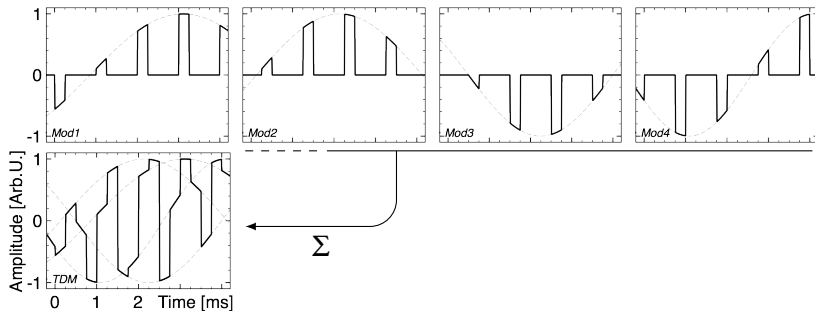 1
0
-1
Mod1
Mod2
Mod3
Mod4
Amplitude [Arb.U.]
1
0
-1
TDM
Σ
0 1 2 Time [ms]